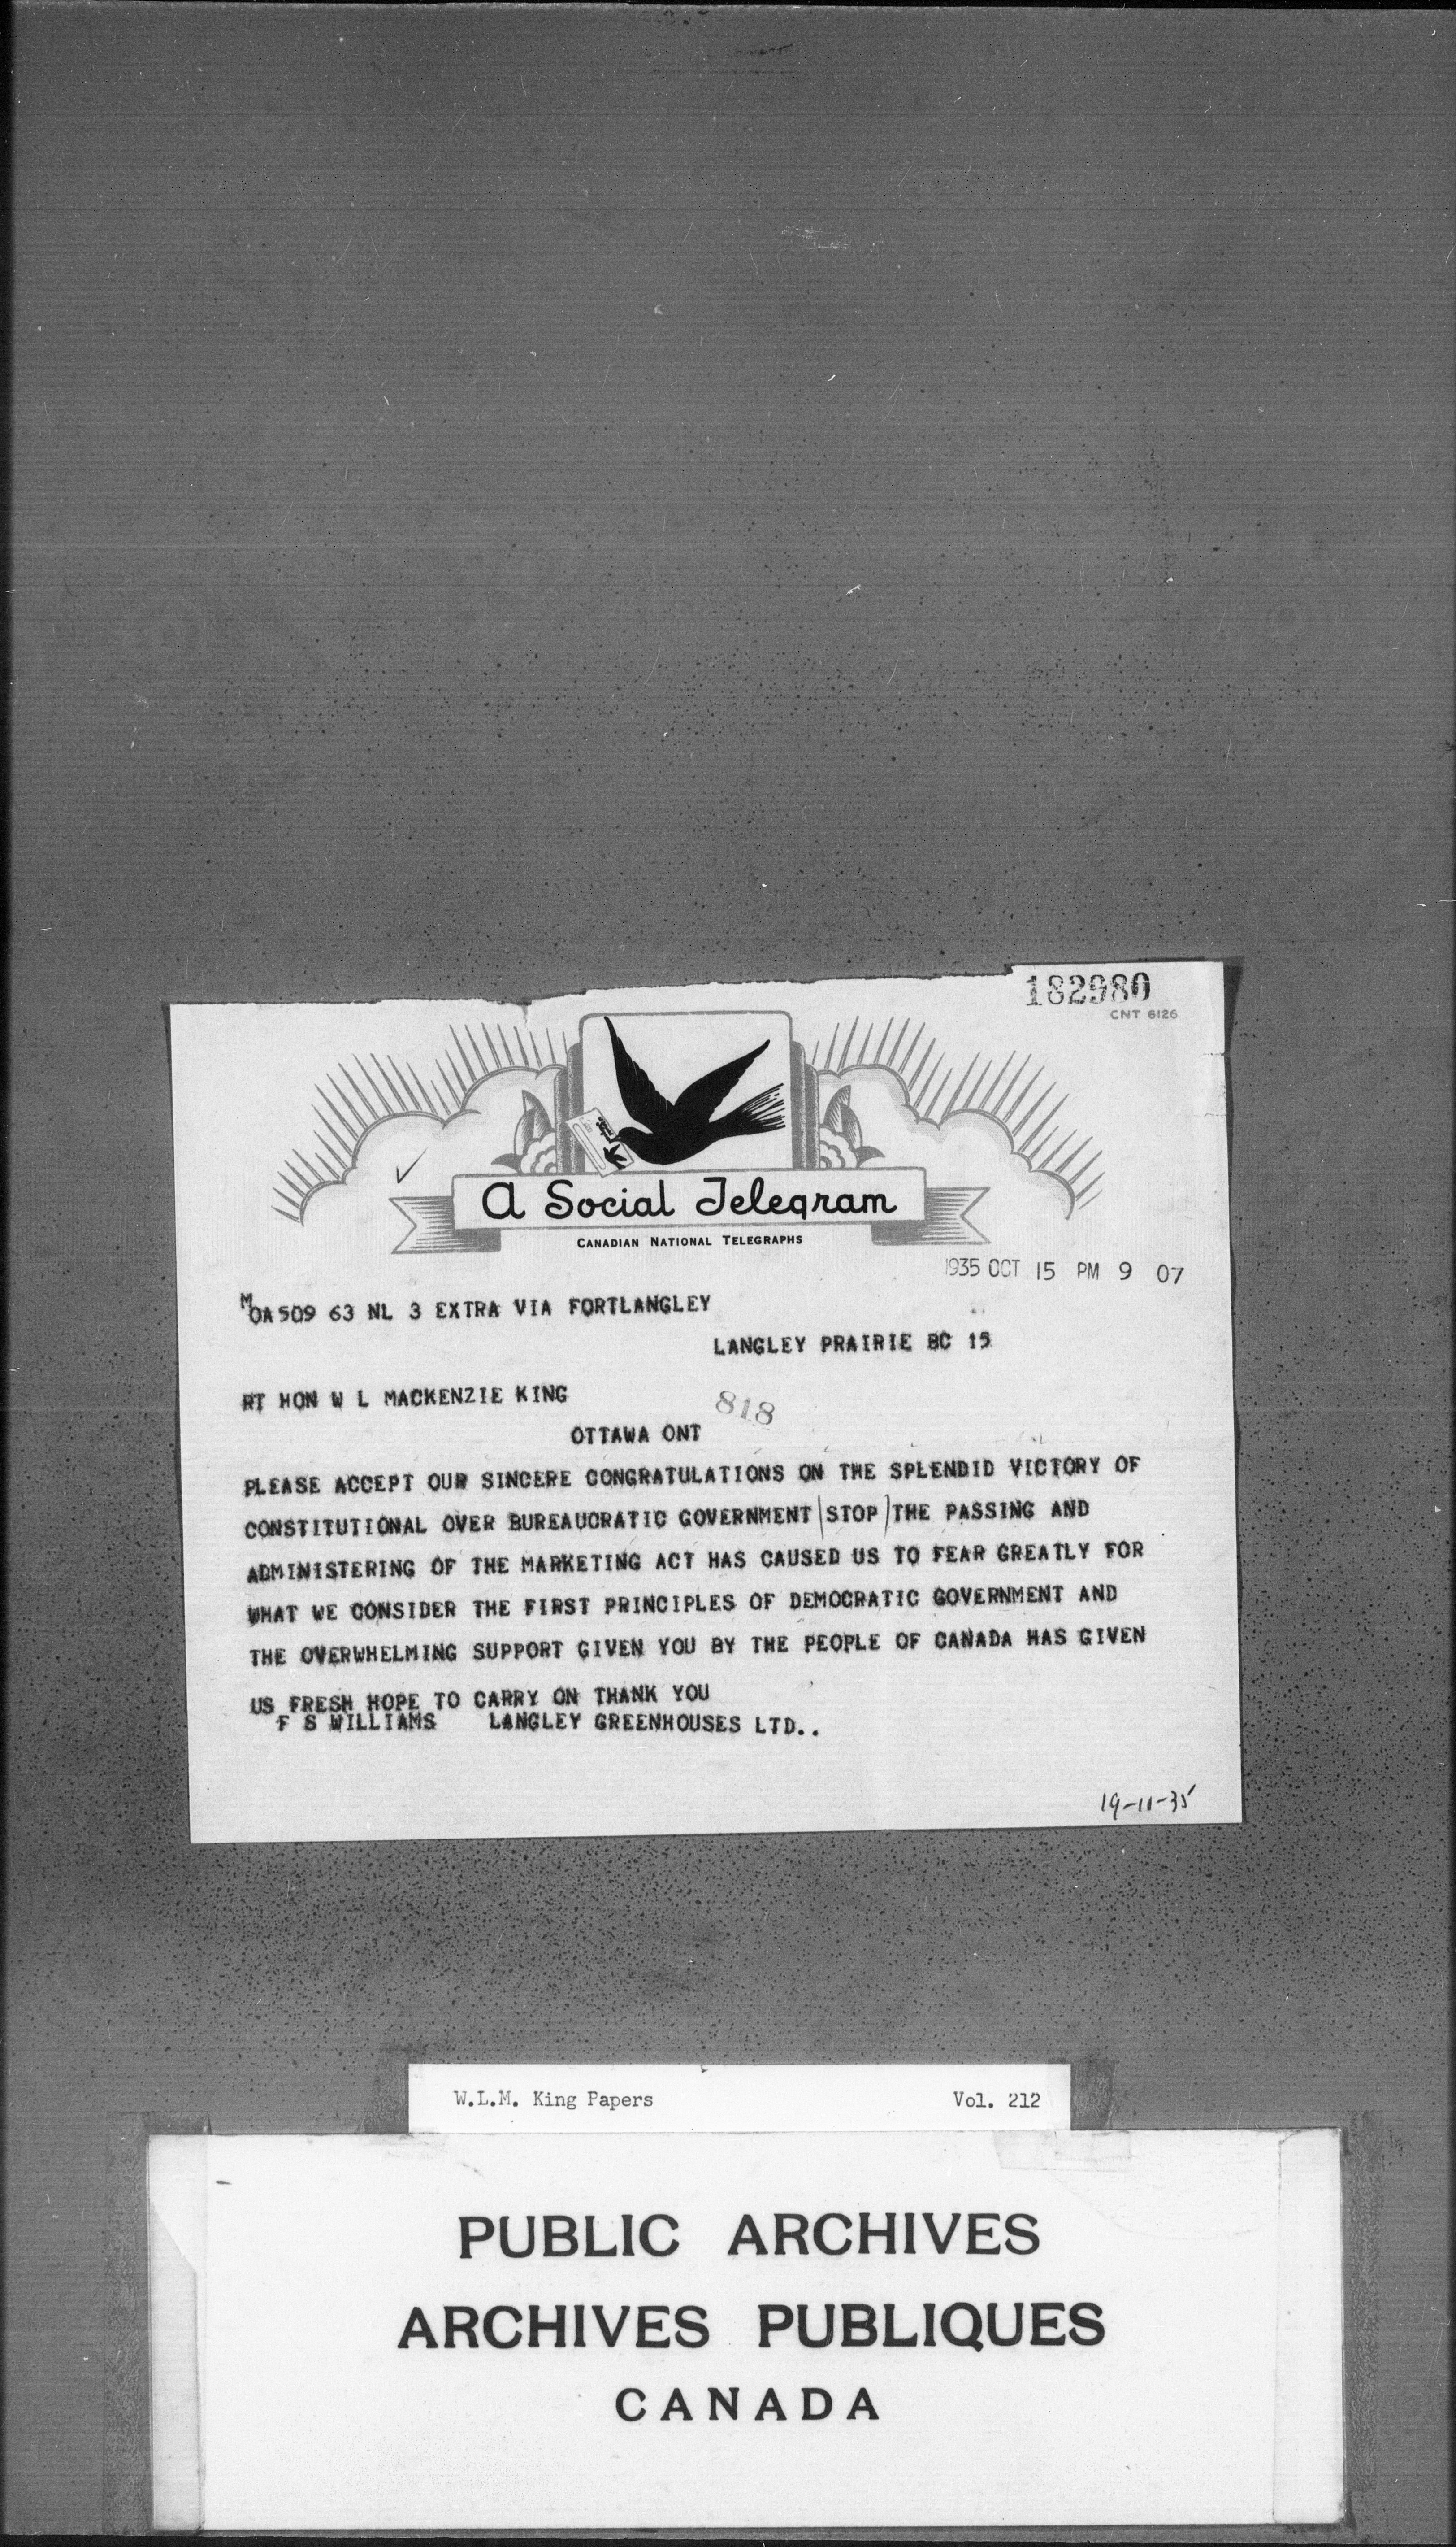 182980
CNT 6126
A Social Telegram
CANADIAN NATIONAL TELEGRAPHS
1935 OCT 15 PM 9 07
MOA509 63 NL 3 EXTRA VIA FORTLANGLEY
LANGLEY PRAIRIE BC 15
RT HON W L MACKENZIE KING
818
OTTAWA ONT
PLEASE ACCEPT OUR SINCERE CONGRATULATIONS ON THE SPLENDID VICTORY OF
CONSTITUTIONAL OVER BUREAUCRATIC GOVERNMENT STOP THE PASSING AND
ADMINISTERING OF THE MARKETING ACT HAS CAUSED US TO FEAR GREATLY FOR
WHAT WE CONSIDER THE FIRST PRINCIPLES OF DEMOCRATIC GOVERNMENT AND
THE OVERWHELMING SUPPORT GIVEN YOU BY THE PEOPLE OF CANADA HAS GIVEN
US FRESH HOPE TO CARRY ON THANK YOU
F S WILLIAMS LANGLEY GREENHOUSES LTD..
19-11-35
W.L.M. King Papers Vol. 212
PUBLIC ARCHIVES
ARCHIVES PUBLIQUES
CANADA